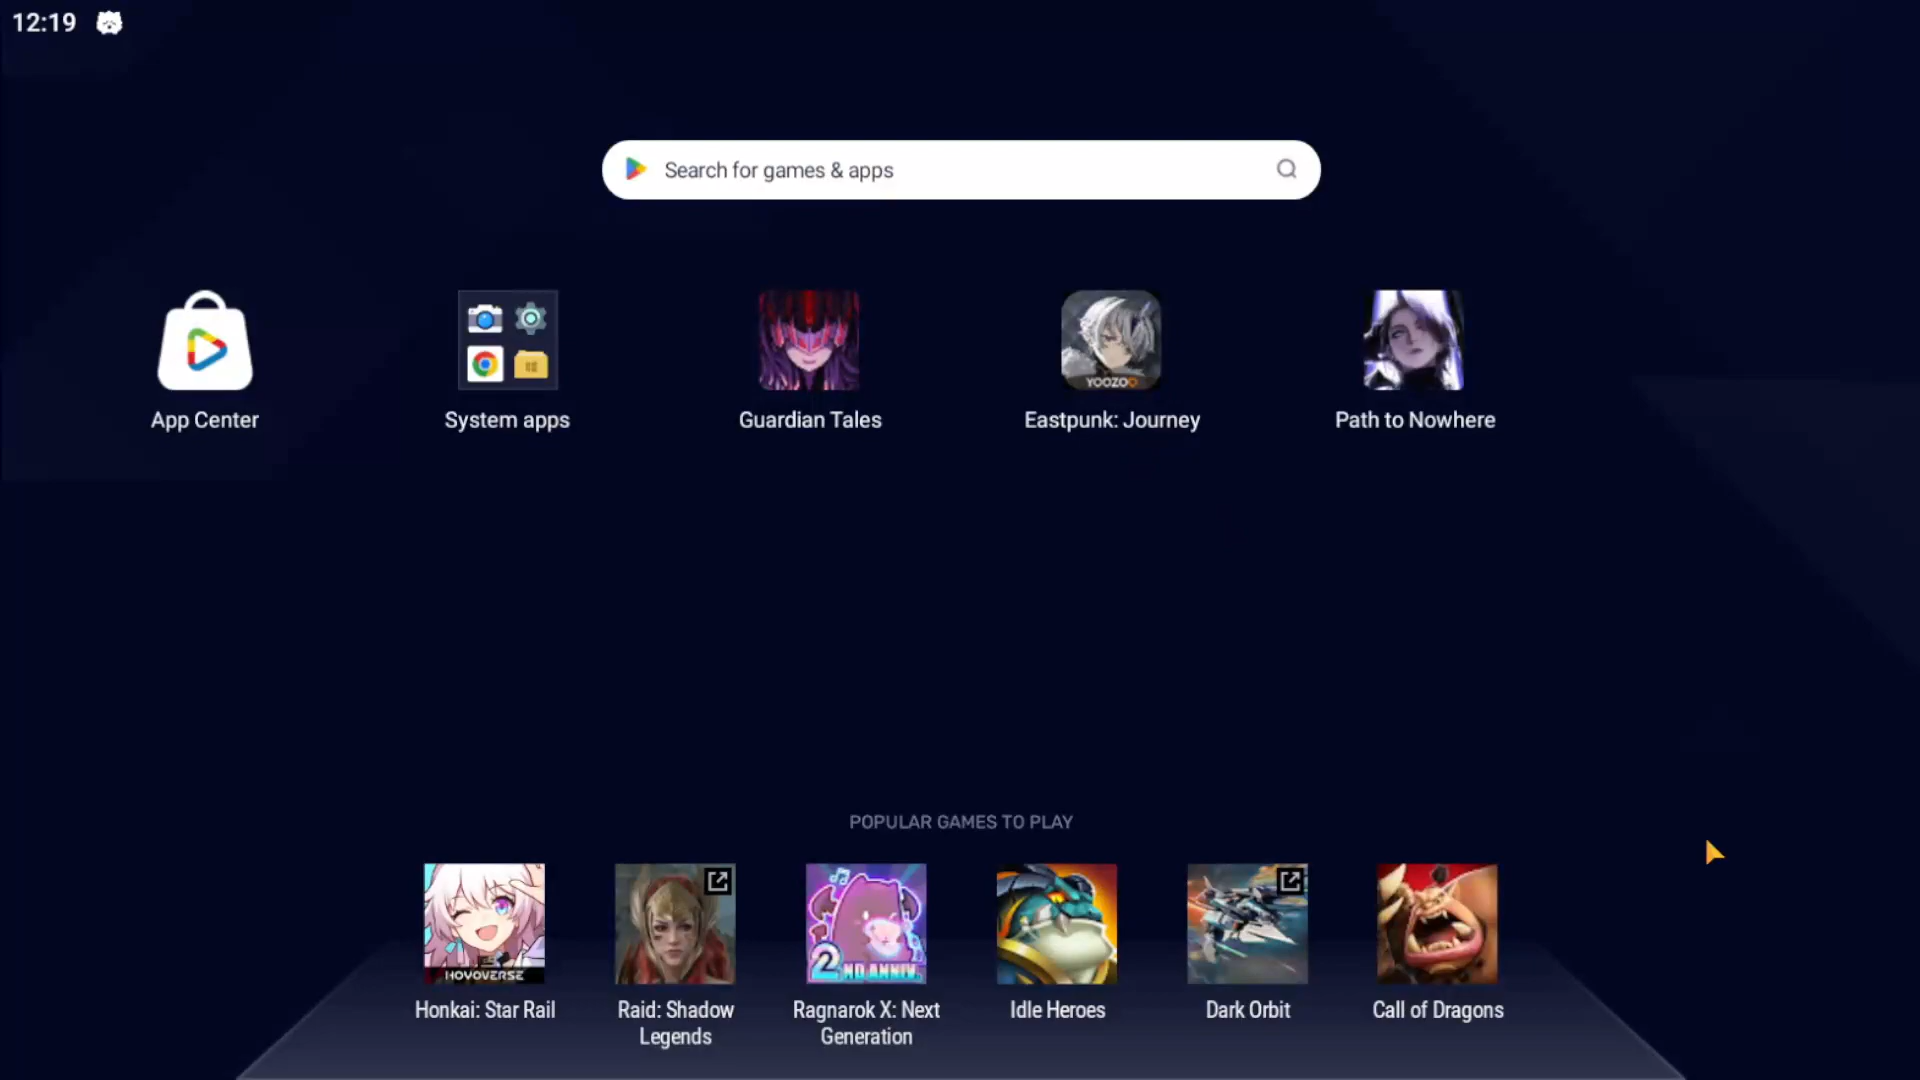 12:19
Search for games & apps
App Center
System apps
YOOZOO
Guardian Tales
Eastpunk: Journey
Path to Nowhere
POPULAR GAMES TO PLAY
HOYOVERSE
2 ND ANNIV.
Honkai: Star Rail
Raid: Shadow
Legends
Ragnarok X: Next
Generation
Idle Heroes
Dark Orbit
Call of Dragons